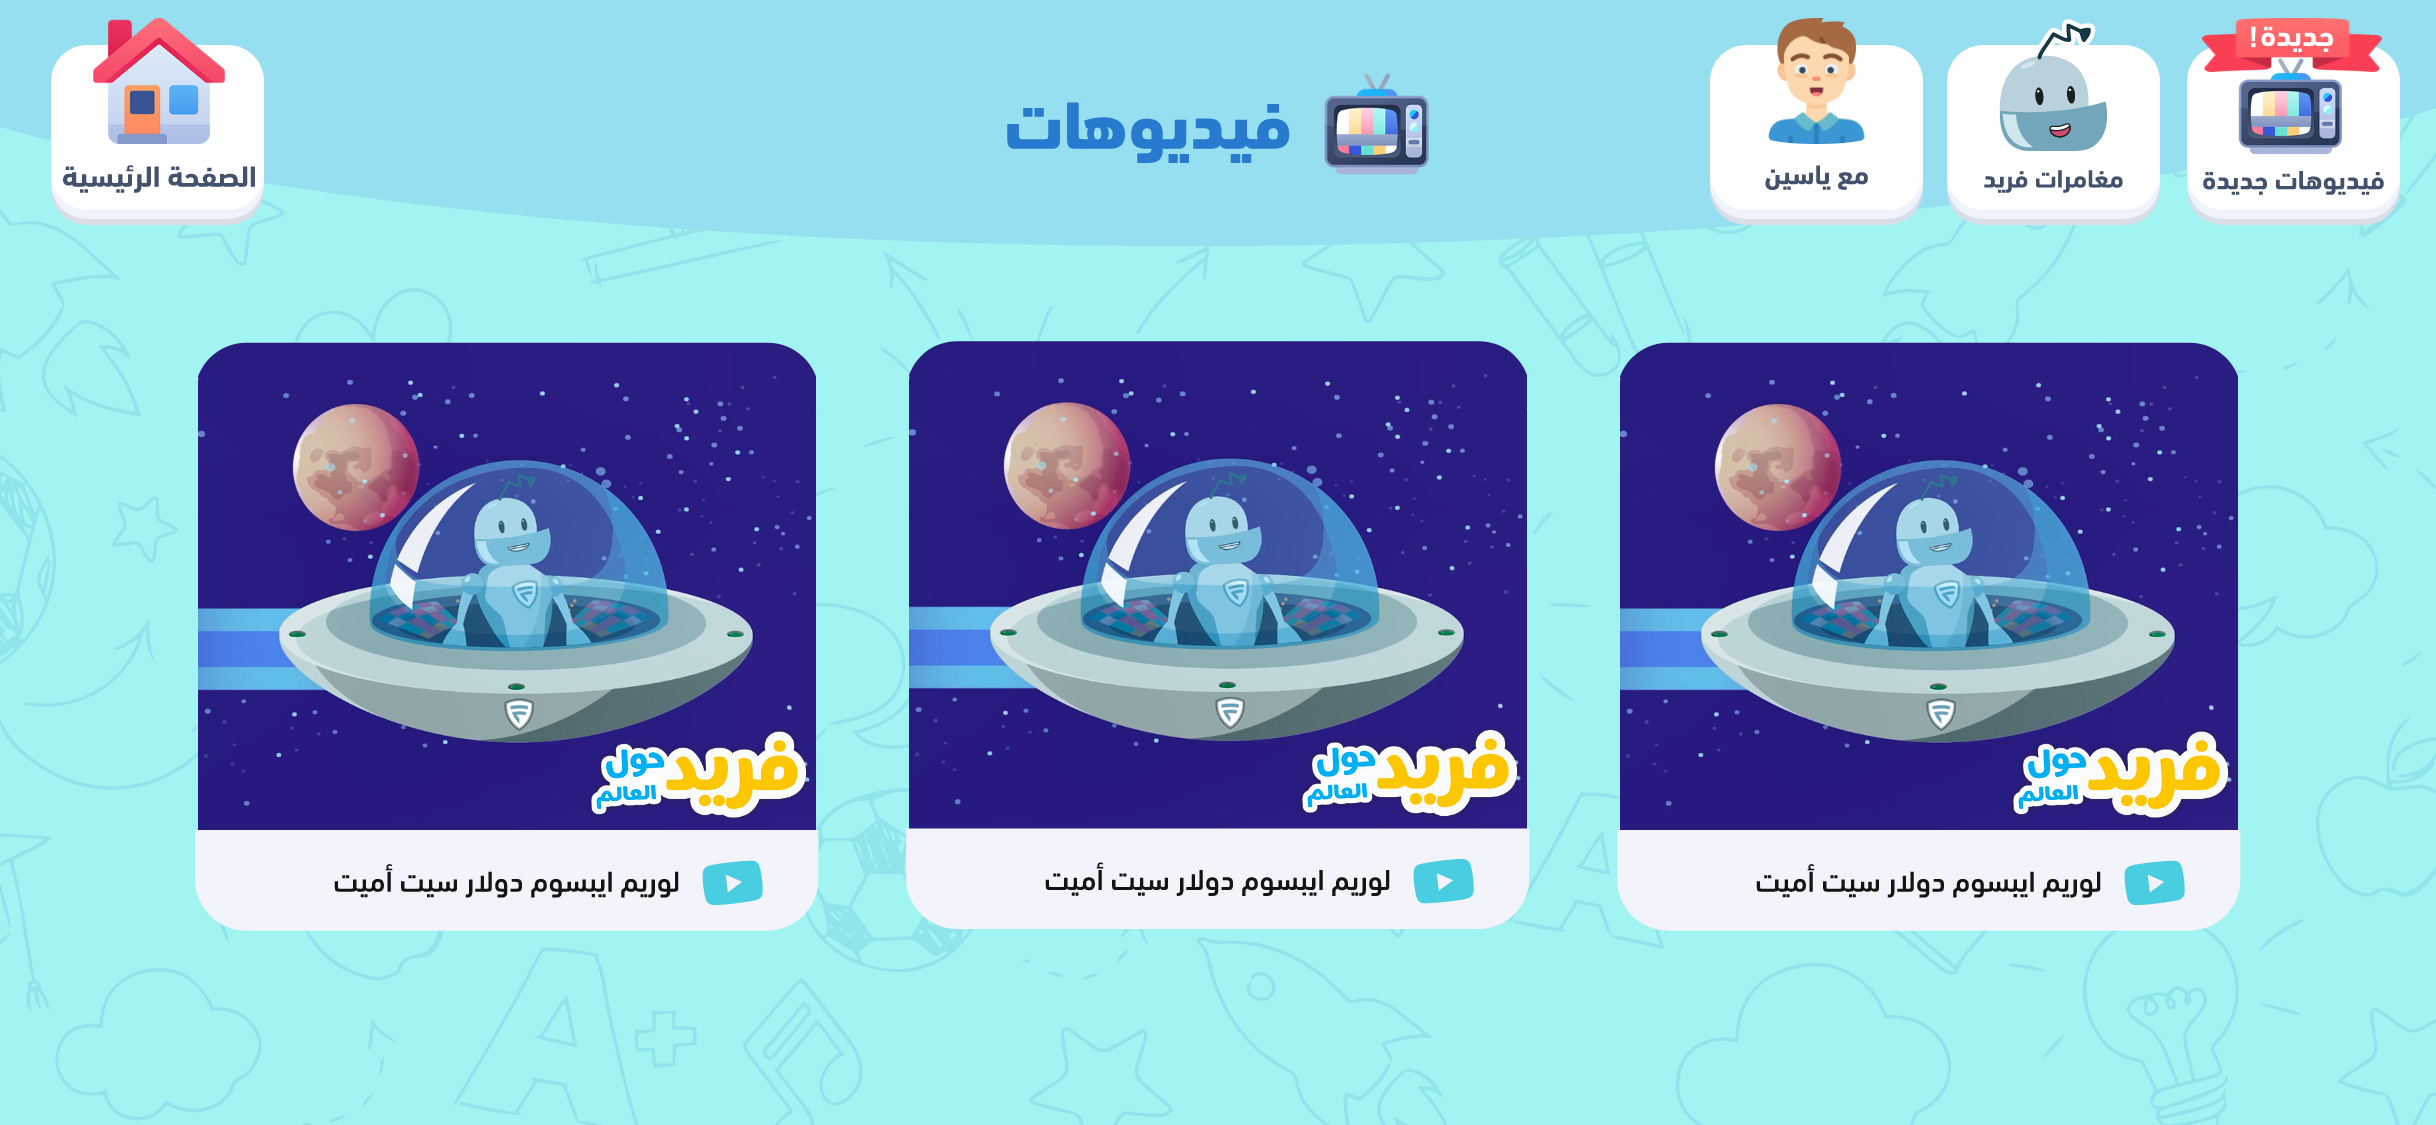 جديدة!
فيديوهات جديدة
مغامرات فريد
مع ياسين
فيديوهات
الصفحة الرئيسية
فريد حول العالم
لوريم ايبسوم دولار سيت أميت
فريد حول العالم
لوريم ايبسوم دولار سيت أميت
فريد حول العالم
لوريم ايبسوم دولار سيت أميت
A+
A